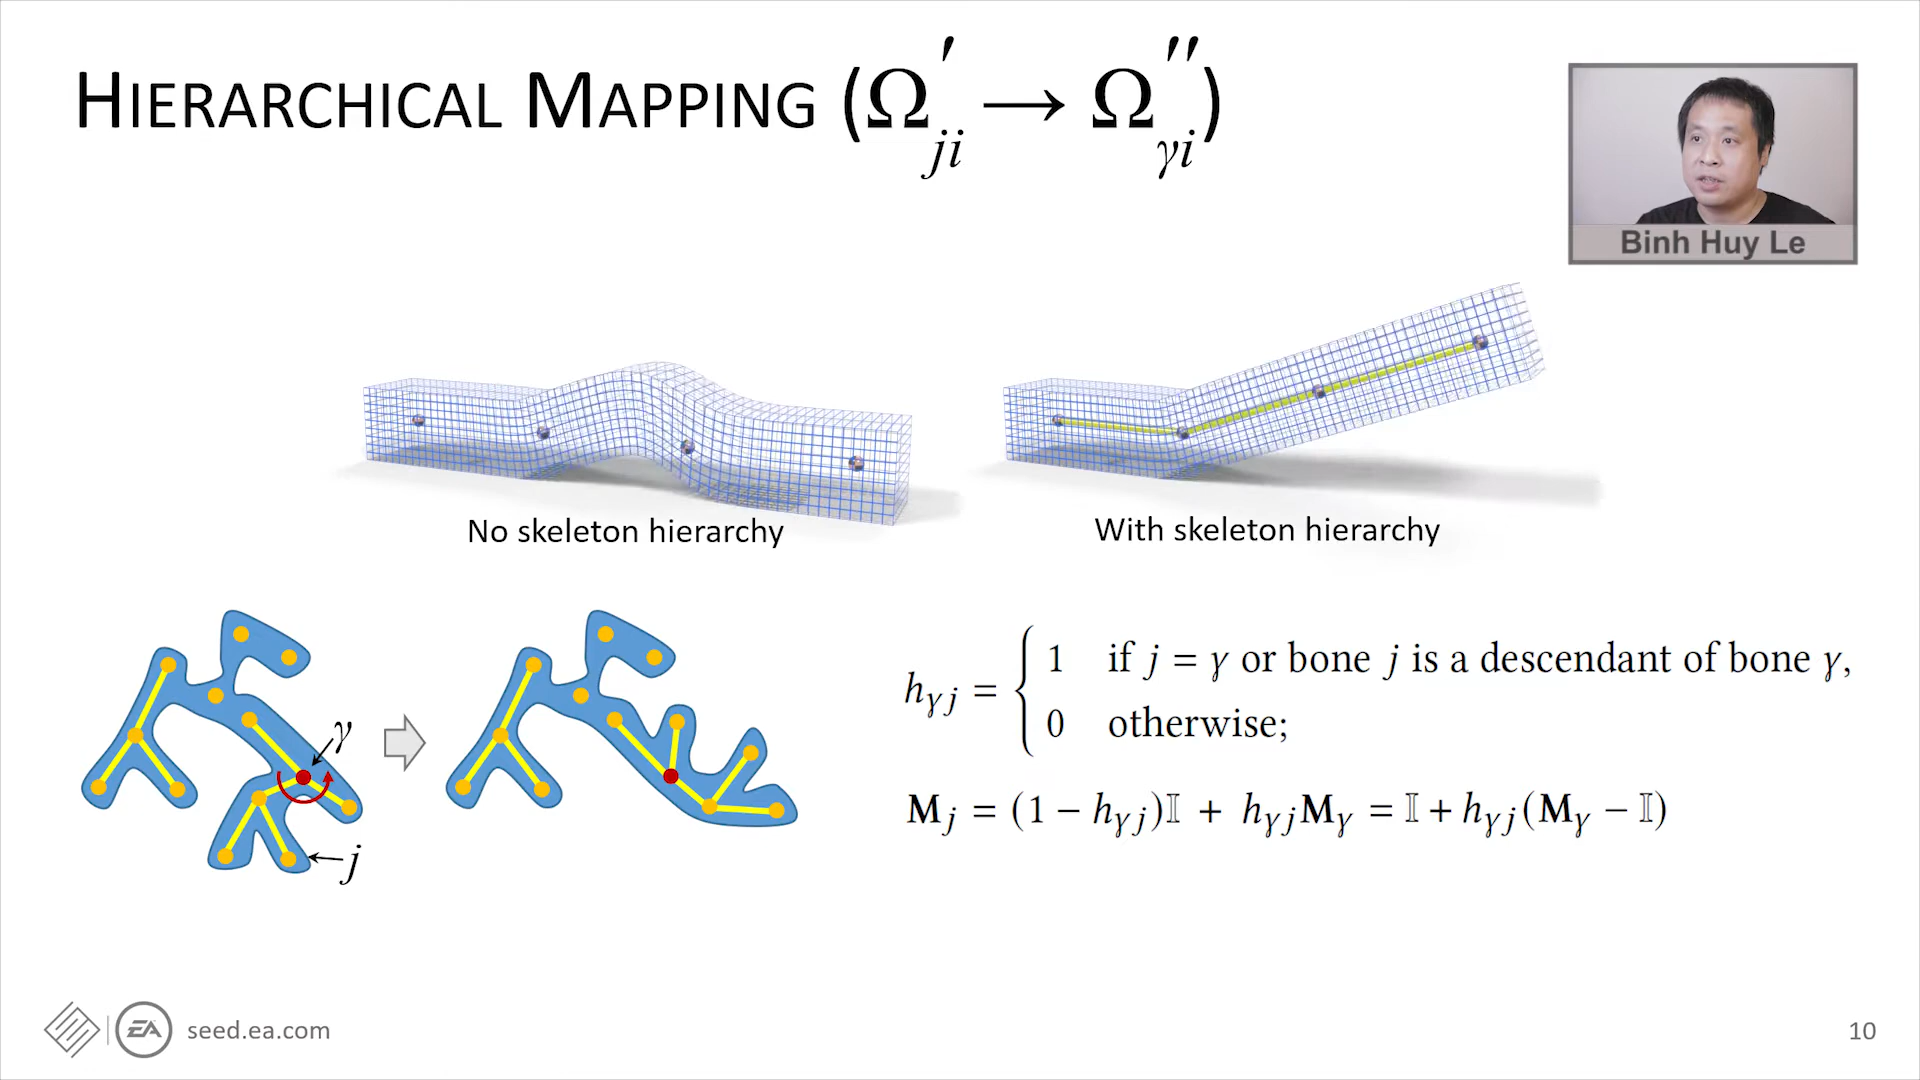 HIERARCHICAL MAPPING (Ω′ji → Ω″γi)
Binh Huy Le
No skeleton hierarchy
With skeleton hierarchy
γ
j
hγj = { 1 if j = γ or bone j is a descendant of bone γ,
0 otherwise;
Mj = (1 − hγj)𝕀 + hγjMγ = 𝕀 + hγj(Mγ − 𝕀)
EA seed.ea.com
10